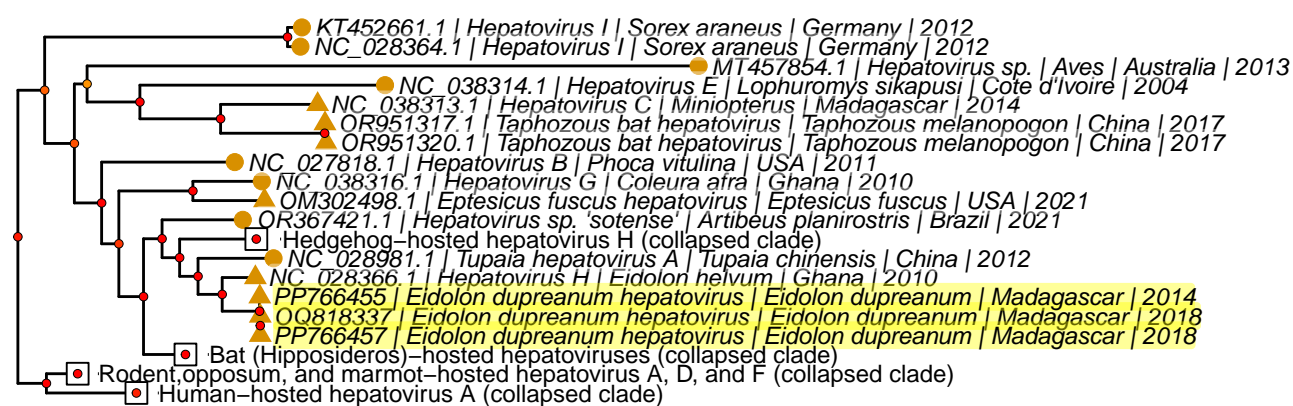 KT452661.1 | Hepatovirus I | Sorex araneus | Germany | 2012
NC_028364.1 | Hepatovirus I | Sorex araneus | Germany | 2012
MT457854.1 | Hepatovirus sp. | Aves | Australia | 2013
NC_038314.1 | Hepatovirus E | Lophuromys sikapusi | Cote d'Ivoire | 2004
NC_038313.1 | Hepatovirus C | Miniopterus | Madagascar | 2014
OR951317.1 | Taphozous bat hepatovirus | Taphozous melanopogon | China | 2017
OR951320.1 | Taphozous bat hepatovirus | Taphozous melanopogon | China | 2017
NC_027818.1 | Hepatovirus B | Phoca vitulina | USA | 2011
NC_038316.1 | Hepatovirus G | Coleura afra | Ghana | 2010
OM302498.1 | Eptesicus fuscus hepatovirus | Eptesicus fuscus | USA | 2021
OR367421.1 | Hepatovirus sp. 'sotense' | Artibeus planirostris | Brazil | 2021
Hedgehog−hosted hepatovirus H (collapsed clade)
NC_028981.1 | Tupaia hepatovirus A | Tupaia chinensis | China | 2012
NC_028366.1 | Hepatovirus H | Eidolon helvum | Ghana | 2010
PP766455 | Eidolon dupreanum hepatovirus | Eidolon dupreanum | Madagascar | 2014
OQ818337 | Eidolon dupreanum hepatovirus | Eidolon dupreanum | Madagascar | 2018
PP766457 | Eidolon dupreanum hepatovirus | Eidolon dupreanum | Madagascar | 2018
Bat (Hipposideros)−hosted hepatoviruses (collapsed clade)
Rodent,opossum, and marmot−hosted hepatovirus A, D, and F (collapsed clade)
Human−hosted hepatovirus A (collapsed clade)